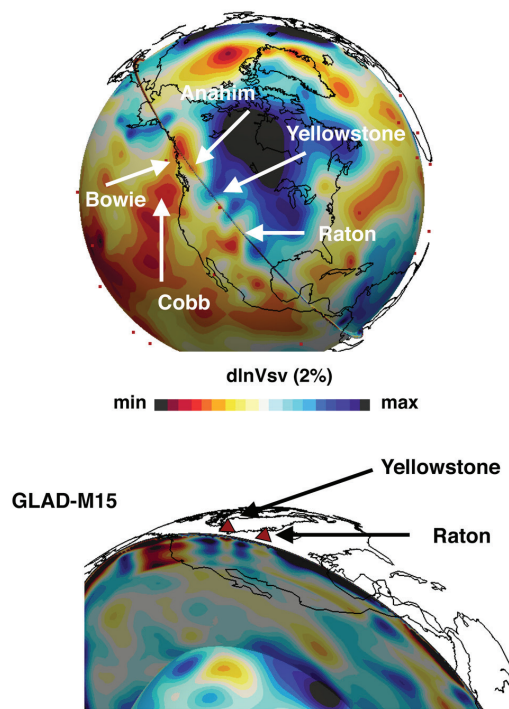 Anahim
Yellowstone
Bowie
Raton
Cobb
dlnVsv (2%)
min max
Yellowstone
GLAD-M15
Raton